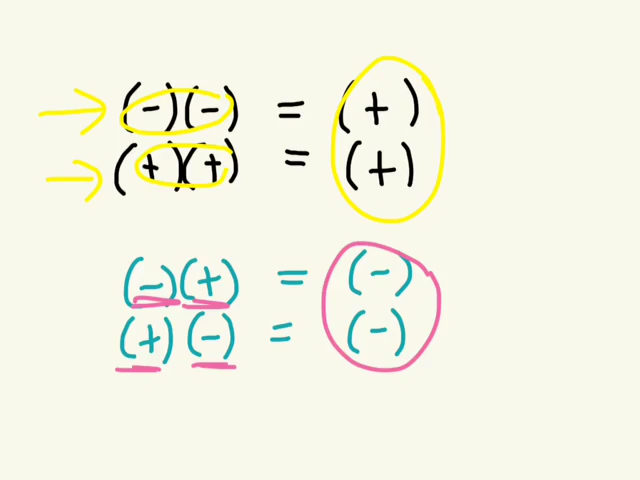 (-)(-) = (+)
(+)(+) = (+)
(-)(+) = (-)
(+)(-) = (-)